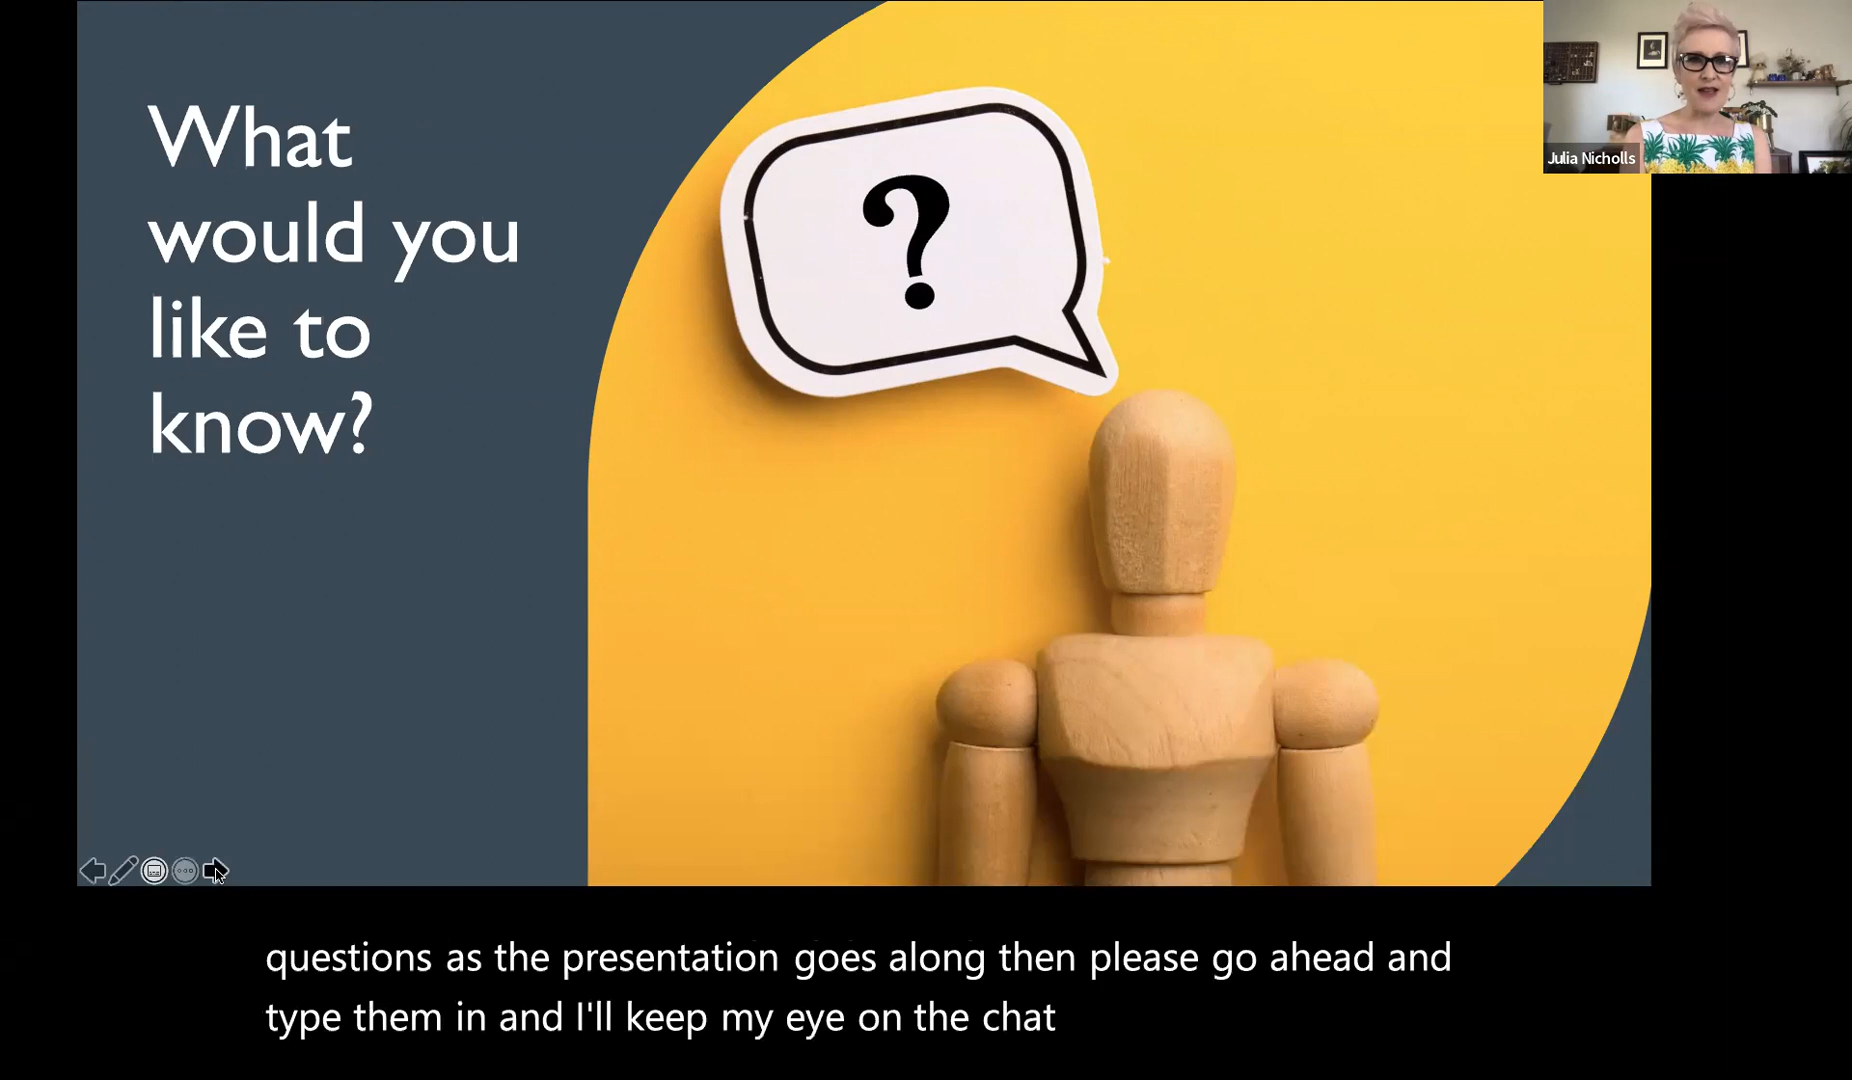 What
would you
like to
know?
?
Julia Nicholls
questions as the presentation goes along then please go ahead and
type them in and I'll keep my eye on the chat